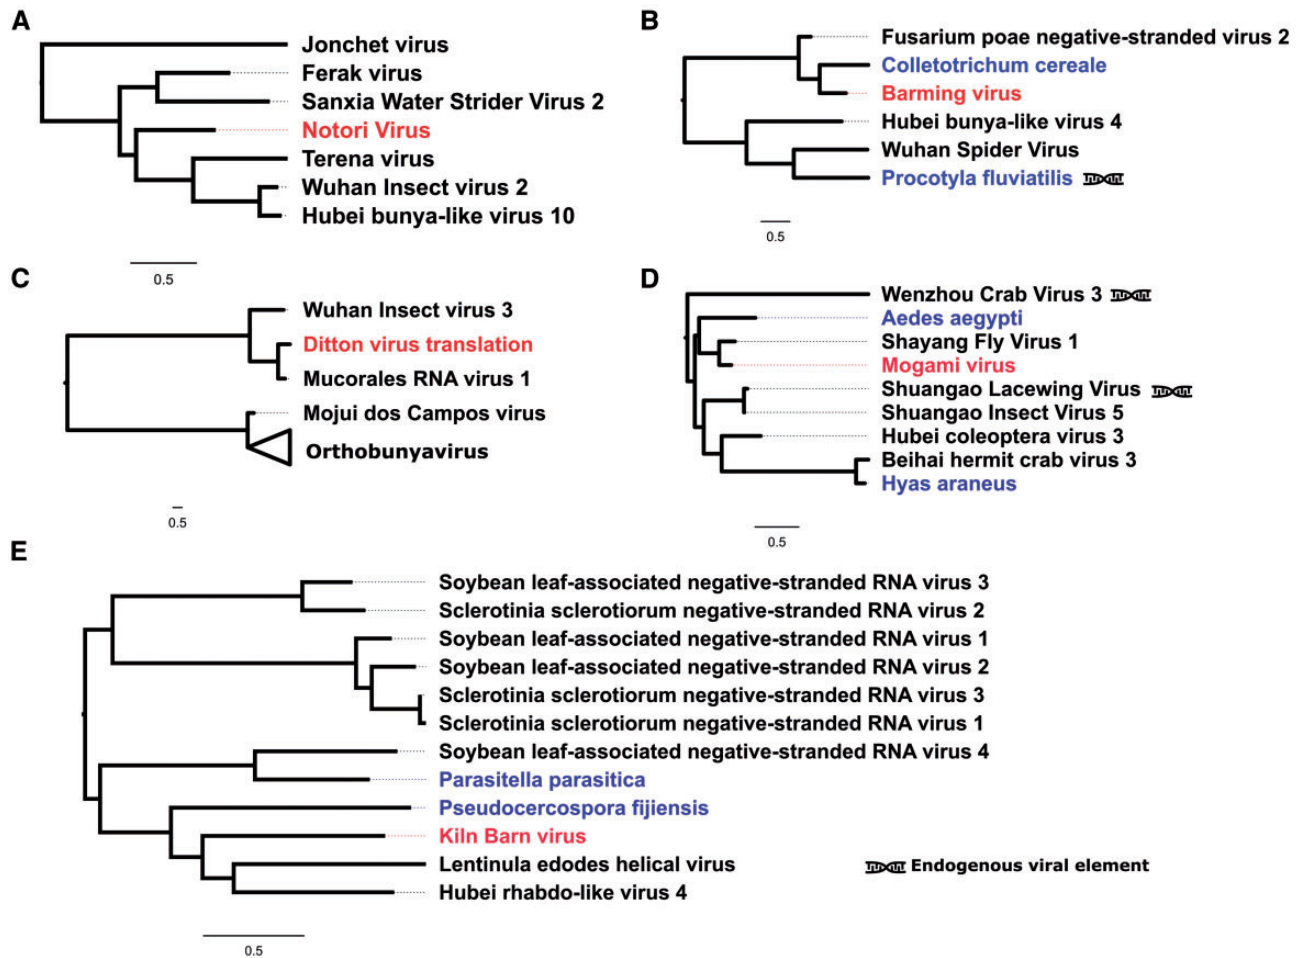 A
Jonchet virus
Ferak virus
Sanxia Water Strider Virus 2
Notori Virus
Terena virus
Wuhan Insect virus 2
Hubei bunya-like virus 10
0.5
B
Fusarium poae negative-stranded virus 2
Colletotrichum cereale
Barming virus
Hubei bunya-like virus 4
Wuhan Spider Virus
Procotyla fluviatilis
0.5
C
Wuhan Insect virus 3
Ditton virus translation
Mucorales RNA virus 1
Mojui dos Campos virus
Orthobunyavirus
0.5
D
Wenzhou Crab Virus 3
Aedes aegypti
Shayang Fly Virus 1
Mogami virus
Shuangao Lacewing Virus
Shuangao Insect Virus 5
Hubei coleoptera virus 3
Beihai hermit crab virus 3
Hyas araneus
0.5
E
Soybean leaf-associated negative-stranded RNA virus 3
Sclerotinia sclerotiorum negative-stranded RNA virus 2
Soybean leaf-associated negative-stranded RNA virus 1
Soybean leaf-associated negative-stranded RNA virus 2
Sclerotinia sclerotiorum negative-stranded RNA virus 3
Sclerotinia sclerotiorum negative-stranded RNA virus 1
Soybean leaf-associated negative-stranded RNA virus 4
Parasitella parasitica
Pseudocercospora fijiensis
Kiln Barn virus
Lentinula edodes helical virus
Hubei rhabdo-like virus 4
0.5
Endogenous viral element